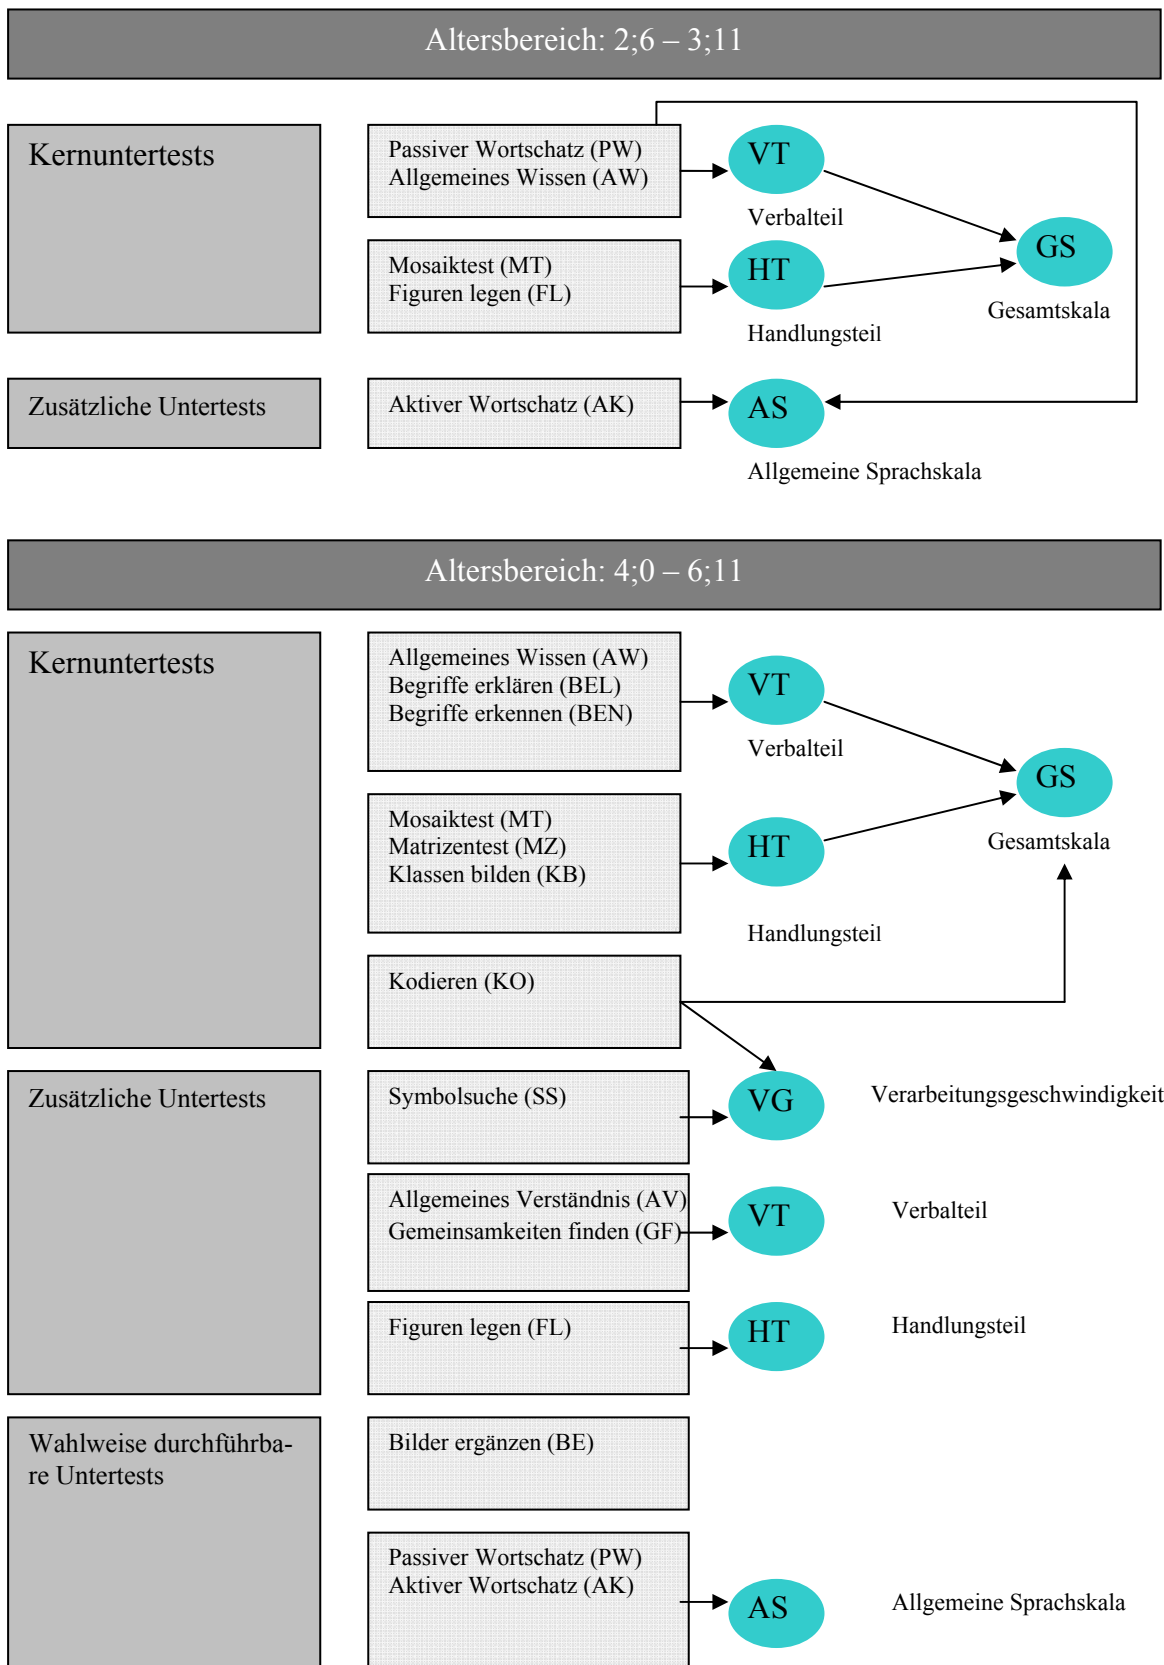 Altersbereich: 2;6 – 3;11
Kernuntertests
Passiver Wortschatz (PW)
Allgemeines Wissen (AW)
VT
Verbalteil
Mosaiktest (MT)
Figuren legen (FL)
HT
Handlungsteil
GS
Gesamtskala
Zusätzliche Untertests
Aktiver Wortschatz (AK)
AS
Allgemeine Sprachskala
Altersbereich: 4;0 – 6;11
Kernuntertests
Allgemeines Wissen (AW)
Begriffe erklären (BEL)
Begriffe erkennen (BEN)
VT
Verbalteil
Mosaiktest (MT)
Matrizentest (MZ)
Klassen bilden (KB)
HT
Handlungsteil
GS
Gesamtskala
Kodieren (KO)
Zusätzliche Untertests
Symbolsuche (SS)
VG
Verarbeitungsgeschwindigkeit
Allgemeines Verständnis (AV)
Gemeinsamkeiten finden (GF)
VT
Verbalteil
Figuren legen (FL)
HT
Handlungsteil
Wahlweise durchführba-
re Untertests
Bilder ergänzen (BE)
Passiver Wortschatz (PW)
Aktiver Wortschatz (AK)
AS
Allgemeine Sprachskala